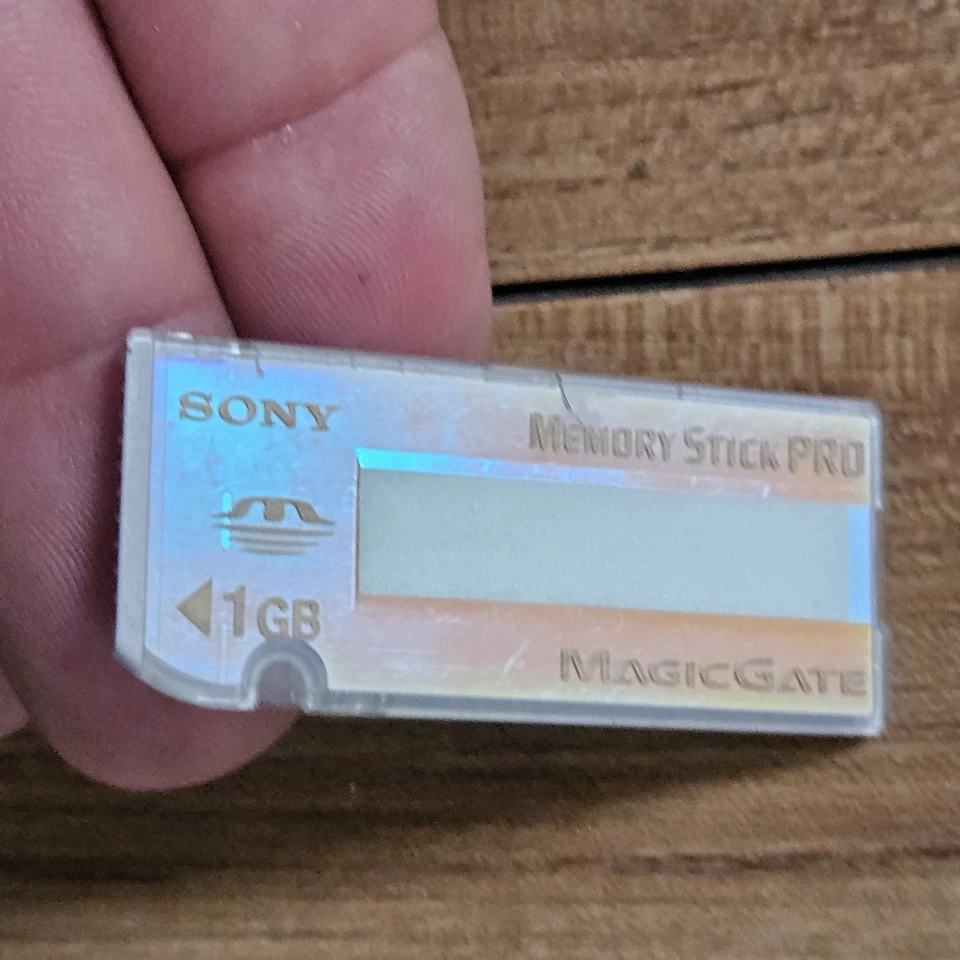 SONY
MEMORY STICK PRO
1GB
MAGICGATE